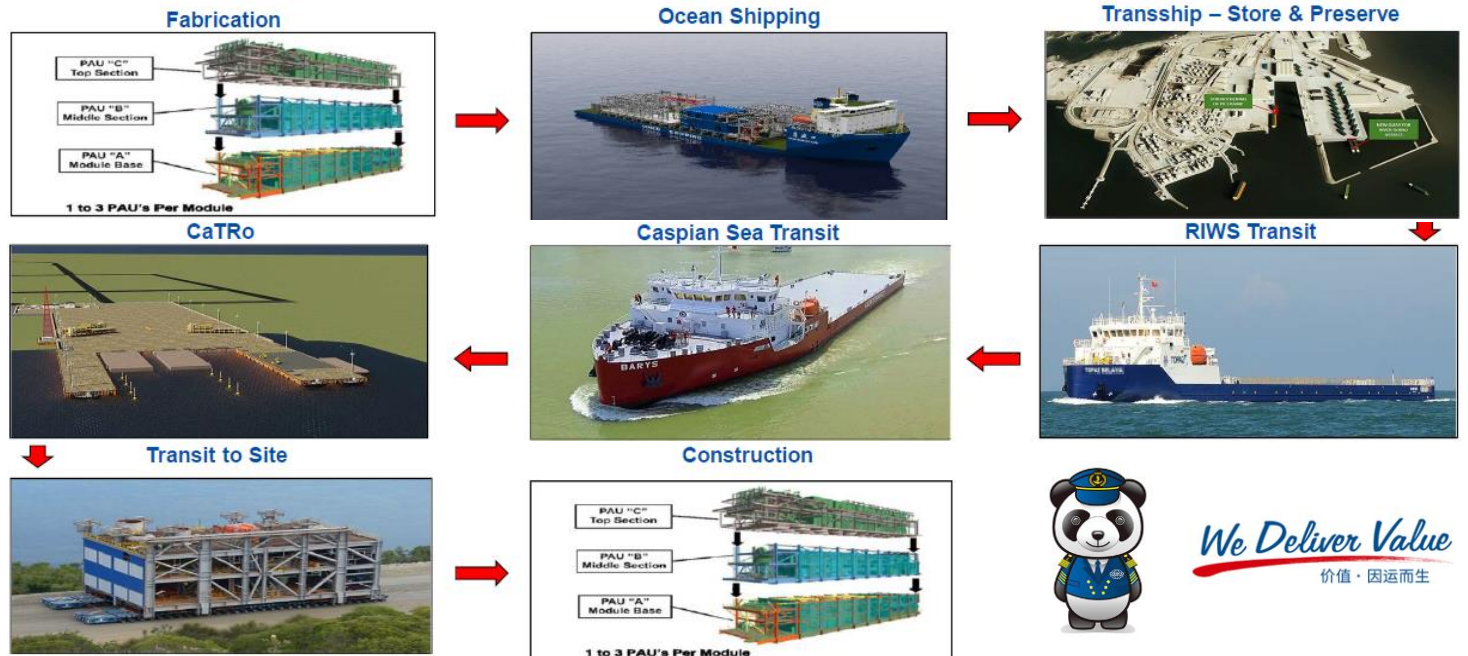 Fabrication
PAU "C"
Top Section
PAU "B"
Middle Section
PAU "A"
Module Base
1 to 3 PAU's Per Module
Ocean Shipping
Transship – Store & Preserve
CaTRo
Caspian Sea Transit
BARYS
RIWS Transit
TOPAZ
Transit to Site
Construction
PAU "C"
Top Section
PAU "B"
Middle Section
PAU "A"
Module Base
1 to 3 PAU's Per Module
We Deliver Value
价值 · 因运而生